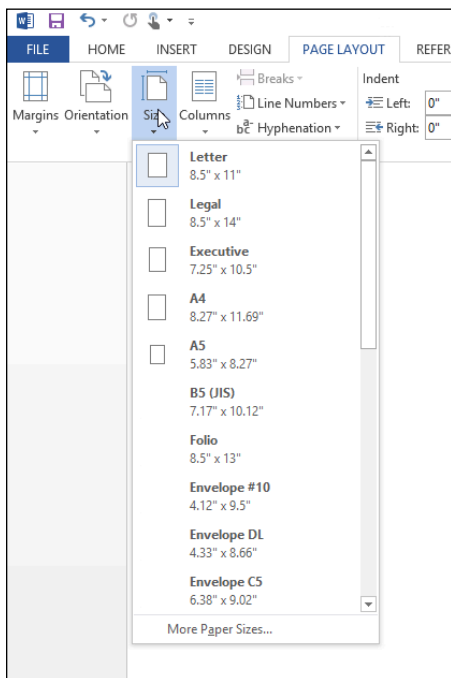 FILE HOME INSERT DESIGN PAGE LAYOUT REFER
Breaks Indent
Margins Orientation Size Columns Line Numbers Left: 0"
Hyphenation Right: 0"
Letter
8.5" x 11"
Legal
8.5" x 14"
Executive
7.25" x 10.5"
A4
8.27" x 11.69"
A5
5.83" x 8.27"
B5 (JIS)
7.17" x 10.12"
Folio
8.5" x 13"
Envelope #10
4.12" x 9.5"
Envelope DL
4.33" x 8.66"
Envelope C5
6.38" x 9.02"
More Paper Sizes...